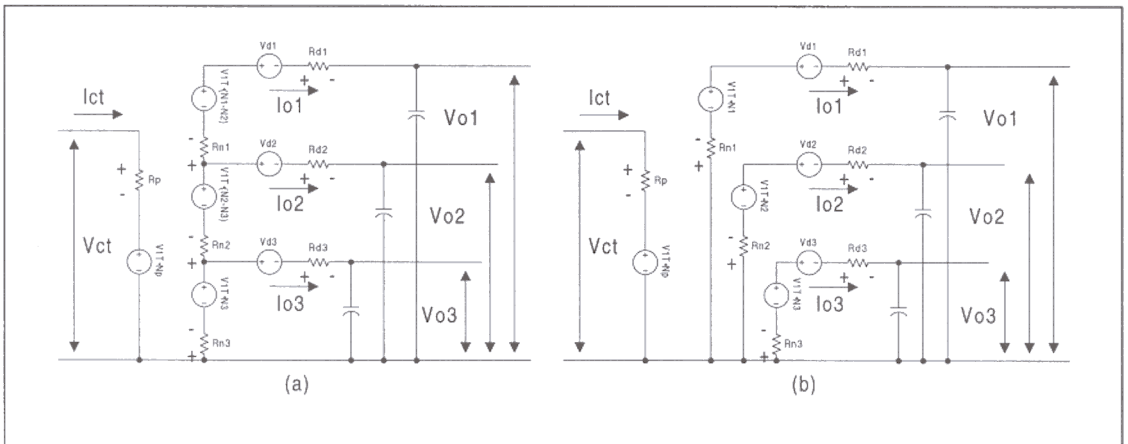 Vd1
Rd1
+ -
+ -
Io1
V1T·(N1-N2)
+
-
Ict
-
Rn1
+
Vo1
Vd2
Rd2
+ -
+ -
Io2
V1T·(N2-N3)
+
-
+
Rp
-
-
Rn2
+
Vo2
Vct
V1T·Np
+
-
Vd3
Rd3
+ -
+ -
Io3
V1T·N3
+
-
-
Rn3
+
Vo3
(a)
Vd1
Rd1
+ -
+ -
Io1
V1T·N1
+
-
Ict
-
Rn1
+
Vo1
Vd2
Rd2
+ -
+ -
Io2
V1T·N2
+
-
+
Rp
-
-
Rn2
+
Vo2
Vct
V1T·Np
+
-
Vd3
Rd3
+ -
+ -
Io3
V1T·N3
+
-
-
Rn3
+
Vo3
(b)